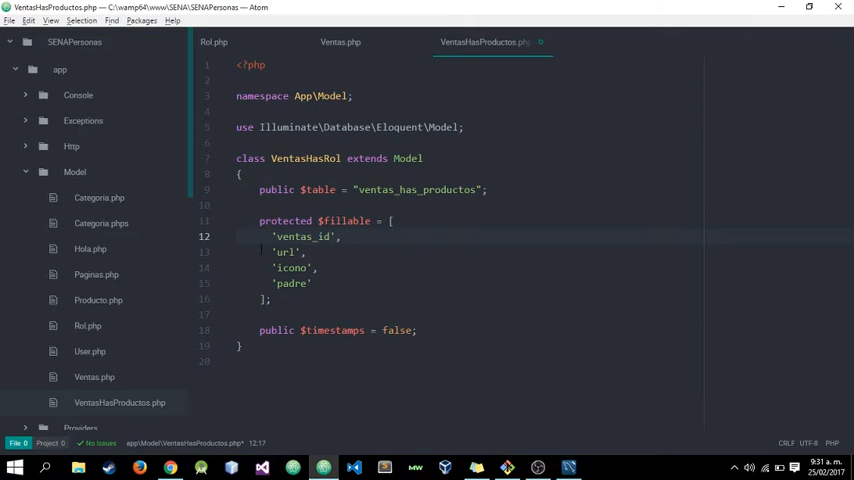 VentasHasProductos.php — C:\wamp64\www\SENA\SENAPersonas — Atom
File Edit View Selection Find Packages Help
SENAPersonas
app
Console
Exceptions
Http
Model
Categoria.php
Categoria.phps
Hola.php
Paginas.php
Producto.php
Rol.php
User.php
Ventas.php
VentasHasProductos.php
Providers
Rol.php Ventas.php VentasHasProductos.php
1 <?php
2
3 namespace App\Model;
4
5 use Illuminate\Database\Eloquent\Model;
6
7 class VentasHasRol extends Model
8 {
9 public $table = "ventas_has_productos";
10
11 protected $fillable = [
12 'ventas_id',
13 'url',
14 'icono',
15 'padre'
16 ];
17
18 public $timestamps = false;
19 }
20
File 0 Project 0 No Issues app\Model\VentasHasProductos.php* 12:17 CRLF UTF-8 PHP
MW
9:31 a. m.
25/02/2017